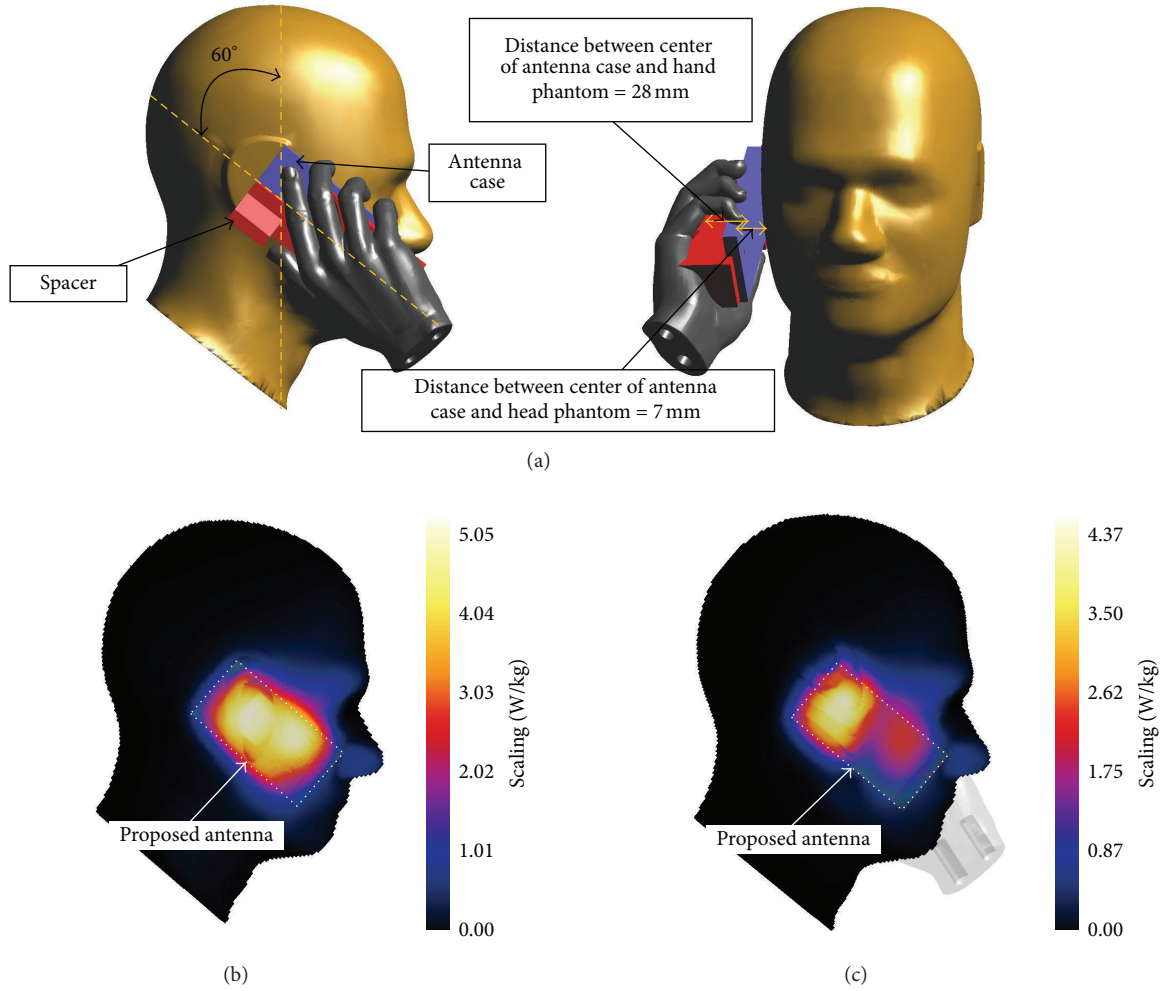 60°
Distance between center
of antenna case and hand
phantom = 28 mm
Antenna
case
Spacer
Distance between center of antenna
case and head phantom = 7 mm
(a)
5.05
4.04
3.03
2.02
1.01
0.00
Scaling (W/kg)
Proposed antenna
(b)
4.37
3.50
2.62
1.75
0.87
0.00
Scaling (W/kg)
Proposed antenna
(c)